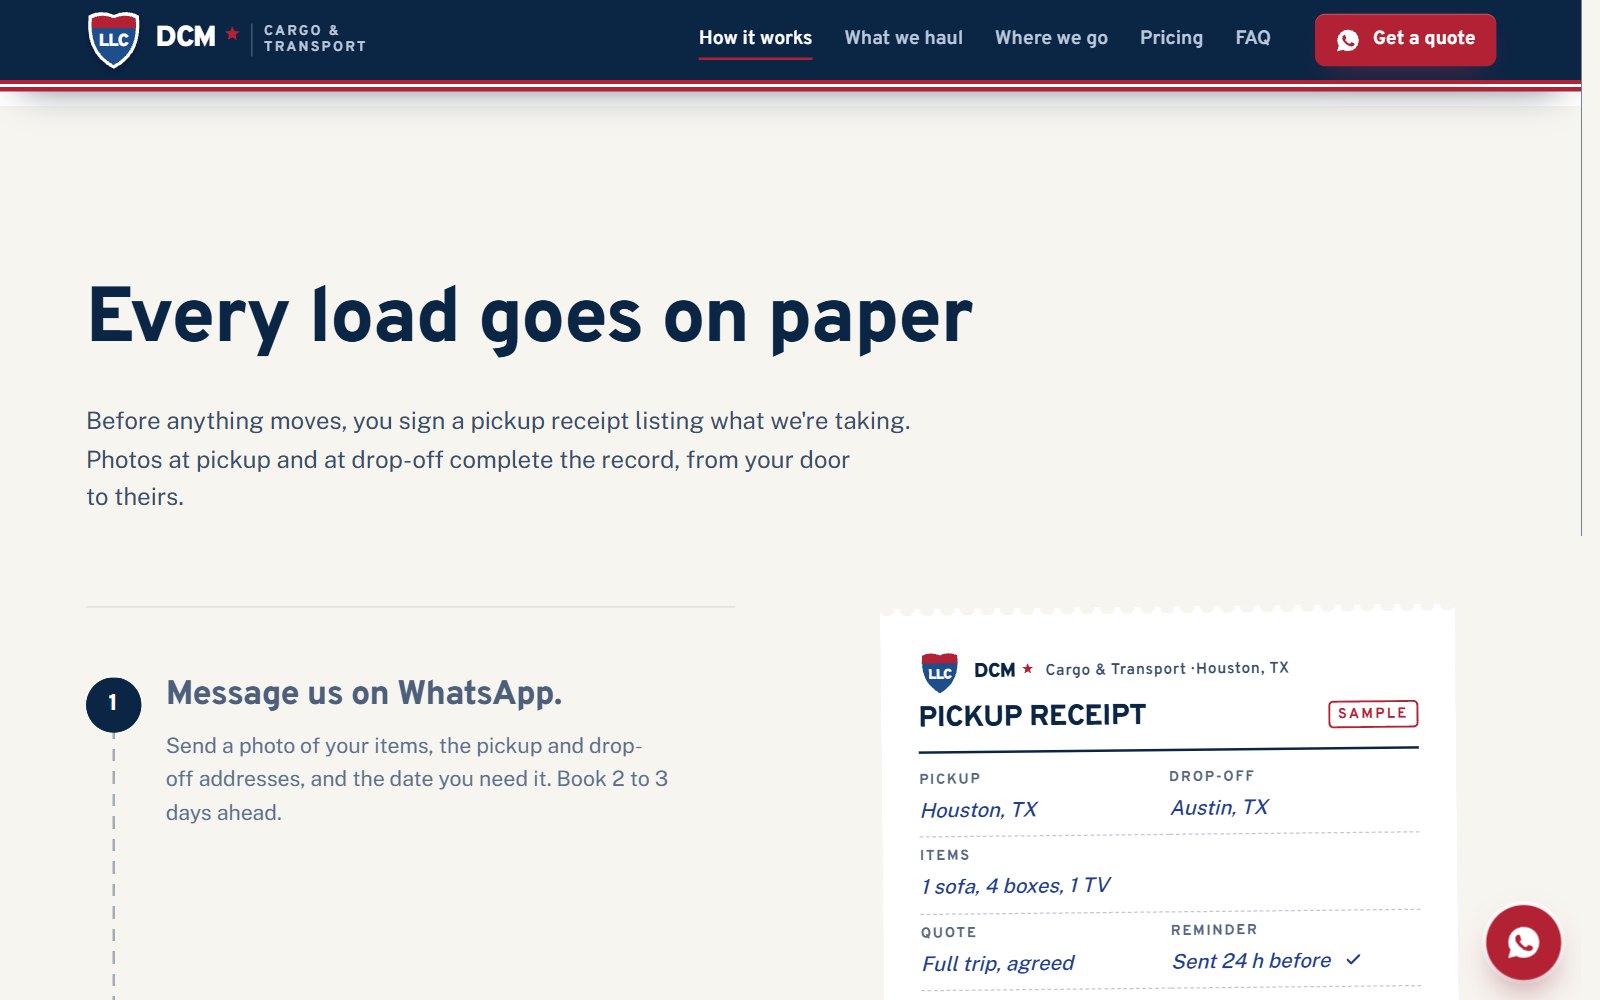 LLC
DCM
CARGO &
TRANSPORT
How it works
What we haul
Where we go
Pricing
FAQ
Get a quote
Every load goes on paper
Before anything moves, you sign a pickup receipt listing what we're taking.
Photos at pickup and at drop-off complete the record, from your door
to theirs.
1
Message us on WhatsApp.
Send a photo of your items, the pickup and drop-
off addresses, and the date you need it. Book 2 to 3
days ahead.
LLC
DCM
Cargo & Transport ·Houston, TX
PICKUP RECEIPT
SAMPLE
PICKUP
DROP-OFF
Houston, TX
Austin, TX
ITEMS
1 sofa, 4 boxes, 1 TV
QUOTE
REMINDER
Full trip, agreed
Sent 24 h before